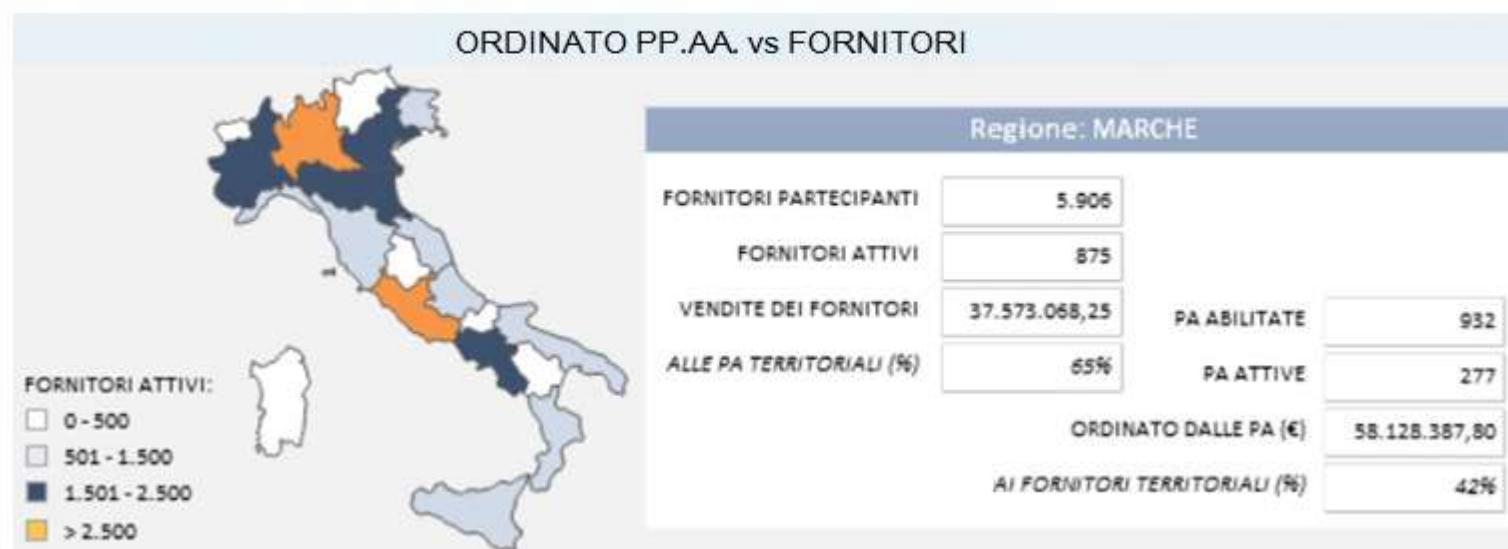 ORDINATO PP.AA. vs FORNITORI
Regione: MARCHE
FORNITORI PARTECIPANTI 5.906
FORNITORI ATTIVI 875
VENDITE DEI FORNITORI 37.573.068,25
ALLE PA TERRITORIALI (%) 65%
PA ABILITATE 932
PA ATTIVE 277
ORDINATO DALLE PA (€) 58.128.387,80
AI FORNITORI TERRITORIALI (%) 42%
FORNITORI ATTIVI:
0 - 500
501 - 1.500
1.501 - 2.500
> 2.500